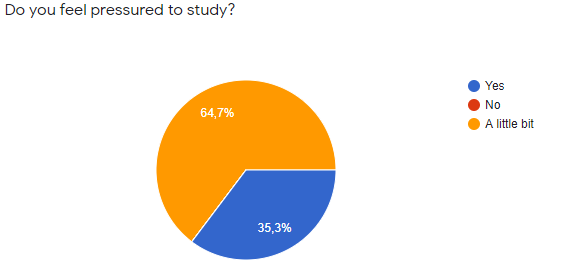 Do you feel pressured to study?
Yes
No
A little bit
64,7%
35,3%